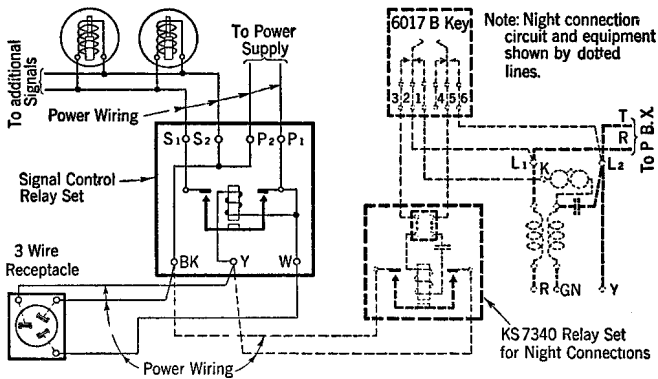 To additional
Signals
To Power
Supply
Power Wiring
S1 S2 P2 P1
Signal Control
Relay Set
3 Wire
Receptacle
BK Y W
Power Wiring
6017 B Key
3 2 1 4 5 6
Note: Night connection
circuit and equipment
shown by dotted
lines.
T
R
To P.B.X.
L1 K L2
R GN Y
KS7340 Relay Set
for Night Connections